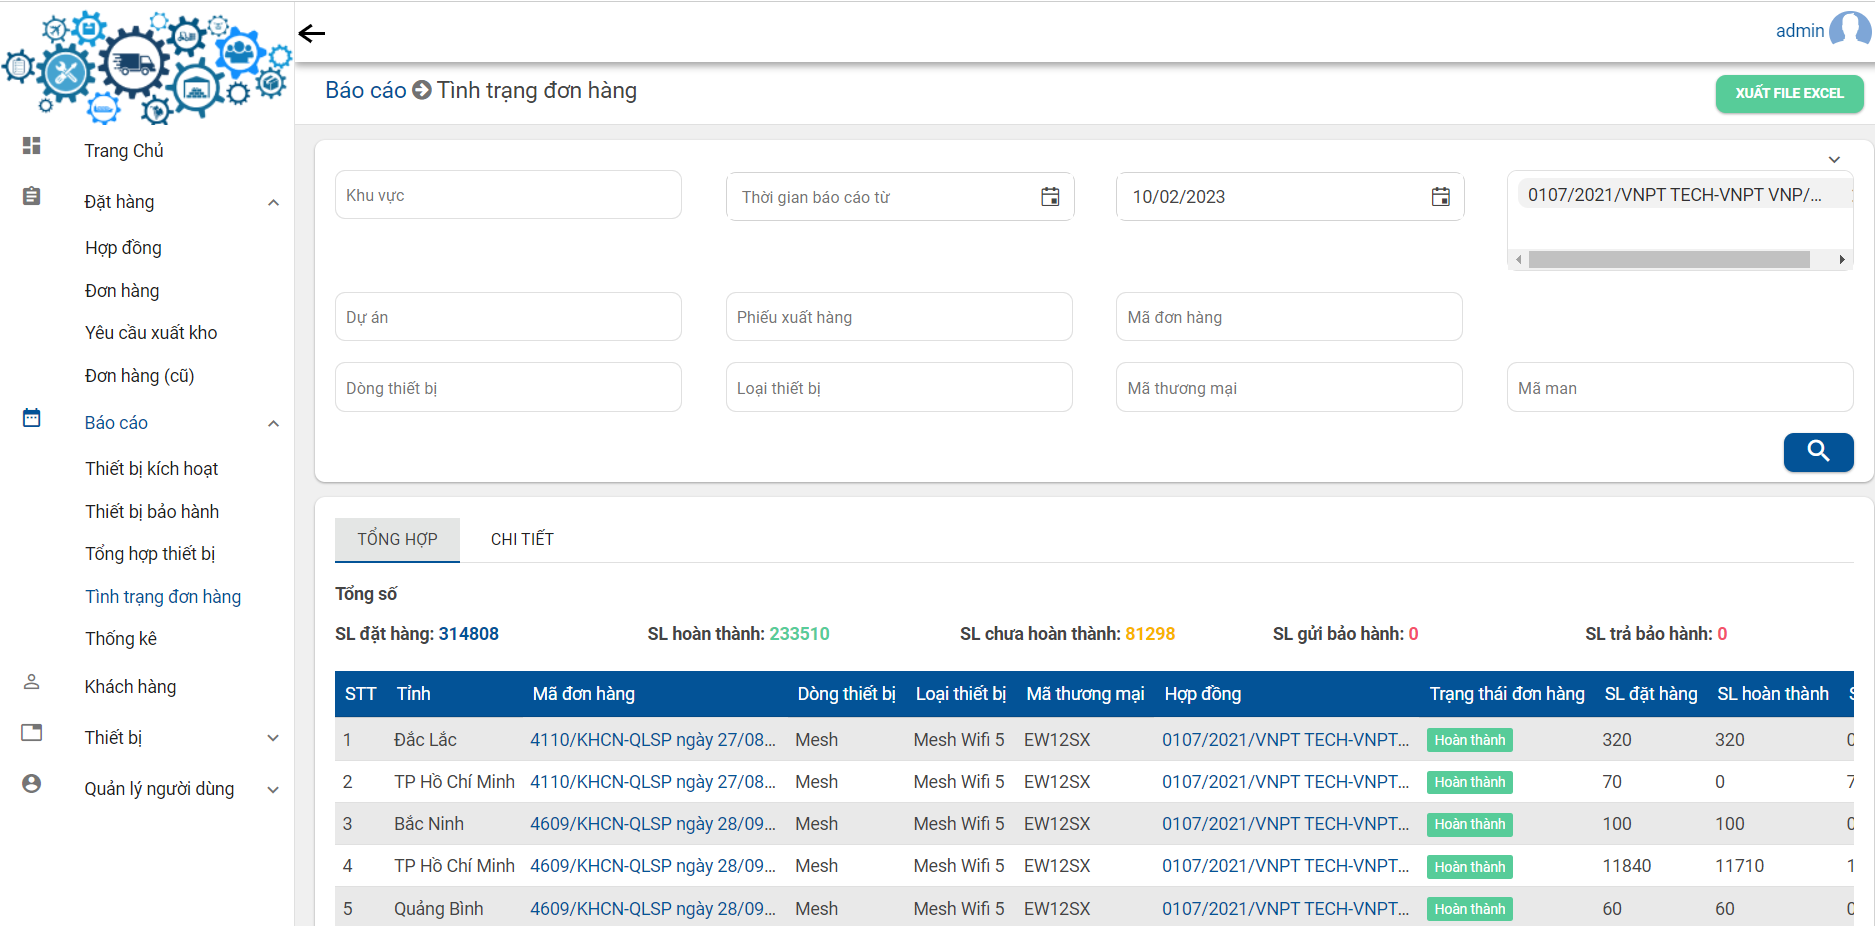 admin
Báo cáo Tình trạng đơn hàng
XUẤT FILE EXCEL
Trang Chủ
Đặt hàng
Hợp đồng
Đơn hàng
Yêu cầu xuất kho
Đơn hàng (cũ)
Báo cáo
Thiết bị kích hoạt
Thiết bị bảo hành
Tổng hợp thiết bị
Tình trạng đơn hàng
Thống kê
Khách hàng
Thiết bị
Quản lý người dùng
Khu vực
Thời gian báo cáo từ
10/02/2023
0107/2021/VNPT TECH-VNPT VNP/...
Dự án
Phiếu xuất hàng
Mã đơn hàng
Dòng thiết bị
Loại thiết bị
Mã thương mại
Mã man
TỔNG HỢP
CHI TIẾT
Tổng số
SL đặt hàng: 314808
SL hoàn thành: 233510
SL chưa hoàn thành: 81298
SL gửi bảo hành: 0
SL trả bảo hành: 0
STT Tỉnh Mã đơn hàng Dòng thiết bị Loại thiết bị Mã thương mại Hợp đồng Trạng thái đơn hàng SL đặt hàng SL hoàn thành
1 Đắc Lắc 4110/KHCN-QLSP ngày 27/08... Mesh Mesh Wifi 5 EW12SX 0107/2021/VNPT TECH-VNPT... Hoàn thành 320 320
2 TP Hồ Chí Minh 4110/KHCN-QLSP ngày 27/08... Mesh Mesh Wifi 5 EW12SX 0107/2021/VNPT TECH-VNPT... Hoàn thành 70 0
3 Bắc Ninh 4609/KHCN-QLSP ngày 28/09... Mesh Mesh Wifi 5 EW12SX 0107/2021/VNPT TECH-VNPT... Hoàn thành 100 100
4 TP Hồ Chí Minh 4609/KHCN-QLSP ngày 28/09... Mesh Mesh Wifi 5 EW12SX 0107/2021/VNPT TECH-VNPT... Hoàn thành 11840 11710
5 Quảng Bình 4609/KHCN-QLSP ngày 28/09... Mesh Mesh Wifi 5 EW12SX 0107/2021/VNPT TECH-VNPT... Hoàn thành 60 60